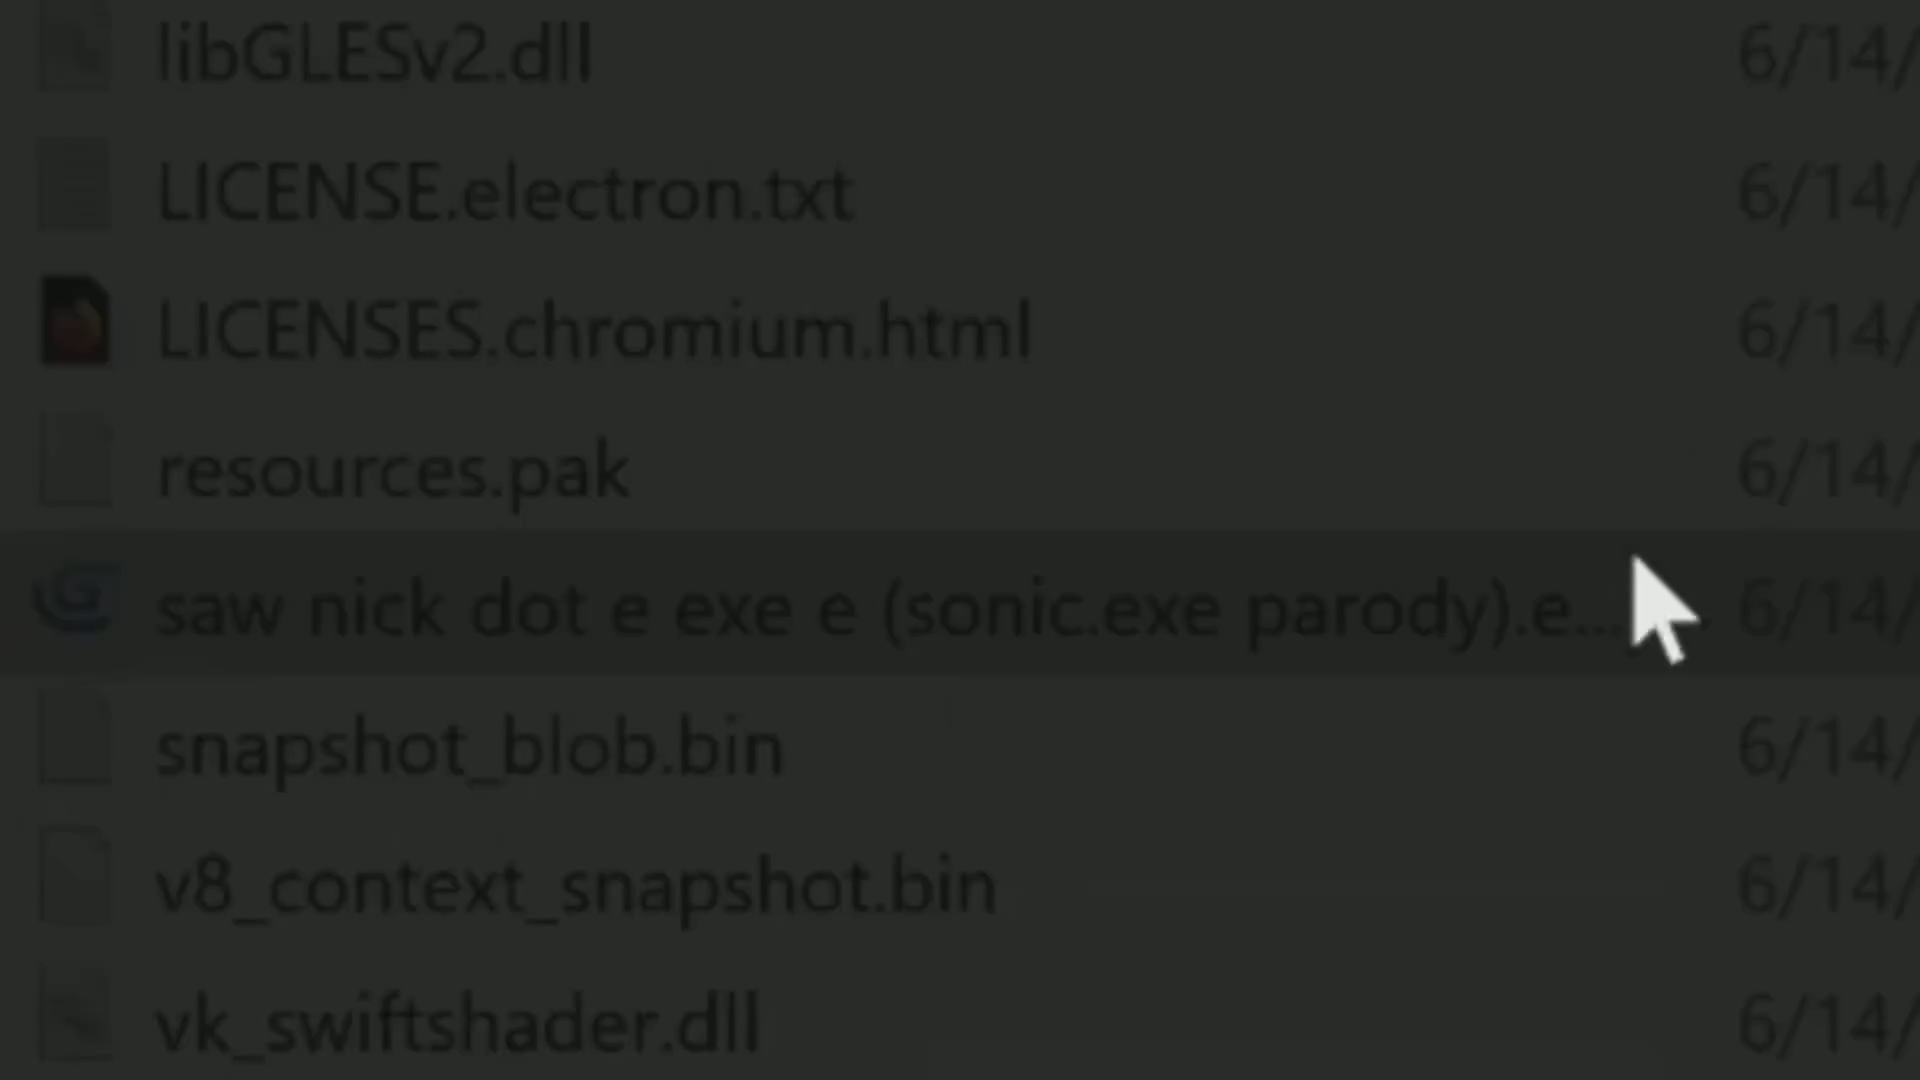 libGLESv2.dll 6/14/
LICENSE.electron.txt 6/14/
LICENSES.chromium.html 6/14/
resources.pak 6/14/
saw nick dot e exe e (sonic.exe parody).e... 6/14/
snapshot_blob.bin 6/14/
v8_context_snapshot.bin 6/14/
vk_swiftshader.dll 6/14/